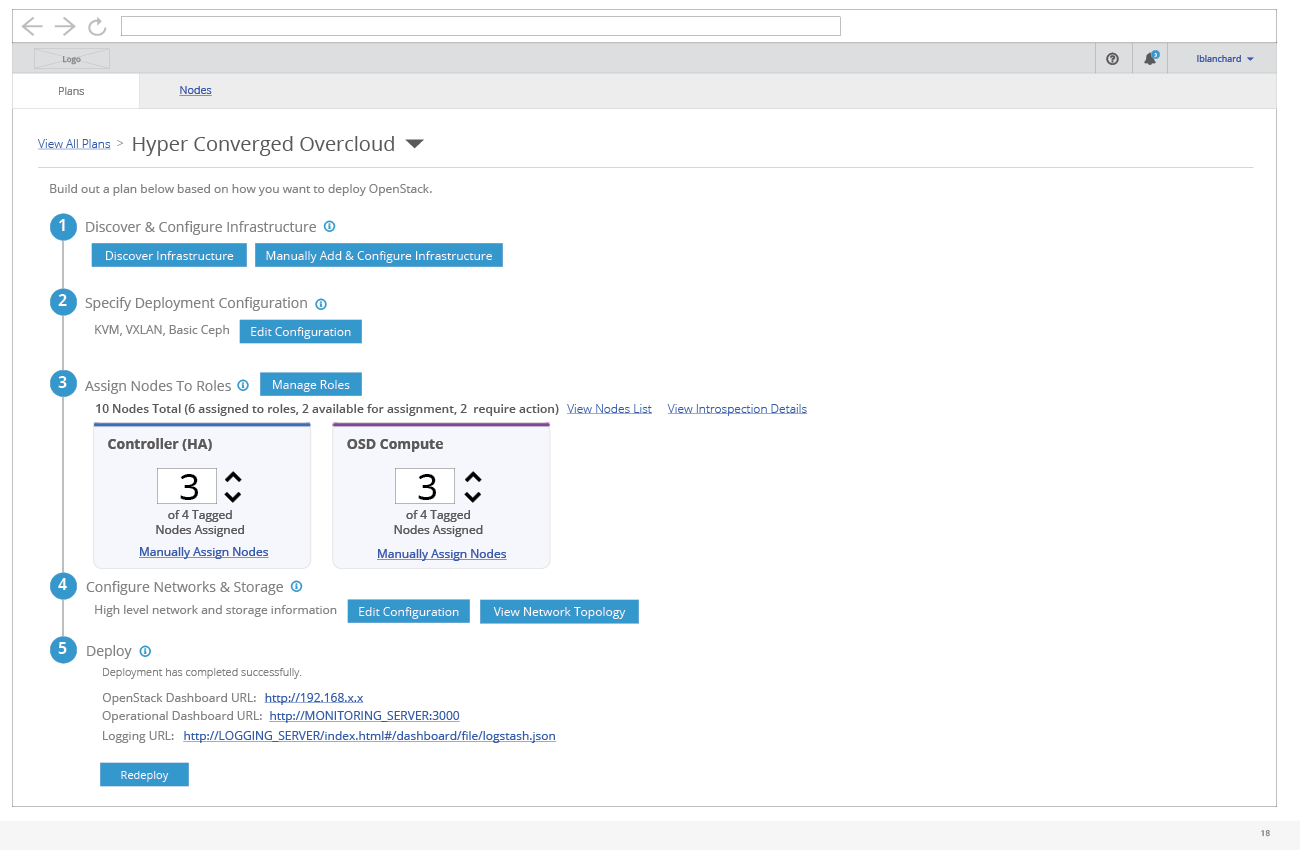 Logo
3
lblanchard
Plans
Nodes
View All Plans > Hyper Converged Overcloud
Build out a plan below based on how you want to deploy OpenStack.
1 Discover & Configure Infrastructure
Discover Infrastructure
Manually Add & Configure Infrastructure
2 Specify Deployment Configuration
KVM, VXLAN, Basic Ceph
Edit Configuration
3 Assign Nodes To Roles
Manage Roles
10 Nodes Total (6 assigned to roles, 2 available for assignment, 2 require action) View Nodes List View Introspection Details
Controller (HA)
3
of 4 Tagged
Nodes Assigned
Manually Assign Nodes
OSD Compute
3
of 4 Tagged
Nodes Assigned
Manually Assign Nodes
4 Configure Networks & Storage
High level network and storage information
Edit Configuration
View Network Topology
5 Deploy
Deployment has completed successfully.
OpenStack Dashboard URL: http://192.168.x.x
Operational Dashboard URL: http://MONITORING_SERVER:3000
Logging URL: http://LOGGING_SERVER/index.html#/dashboard/file/logstash.json
Redeploy
18